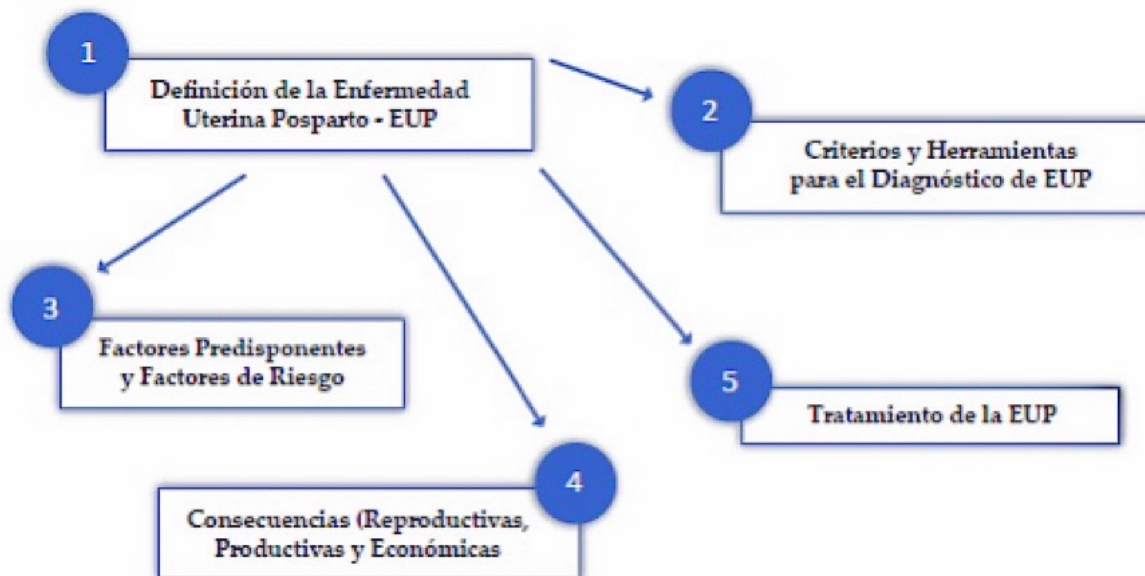 1
Definición de la Enfermedad
Uterina Posparto - EUP
2
Criterios y Herramientas
para el Diagnóstico de EUP
3
Factores Predisponentes
y Factores de Riesgo
4
Consecuencias (Reproductivas,
Productivas y Económicas
5
Tratamiento de la EUP